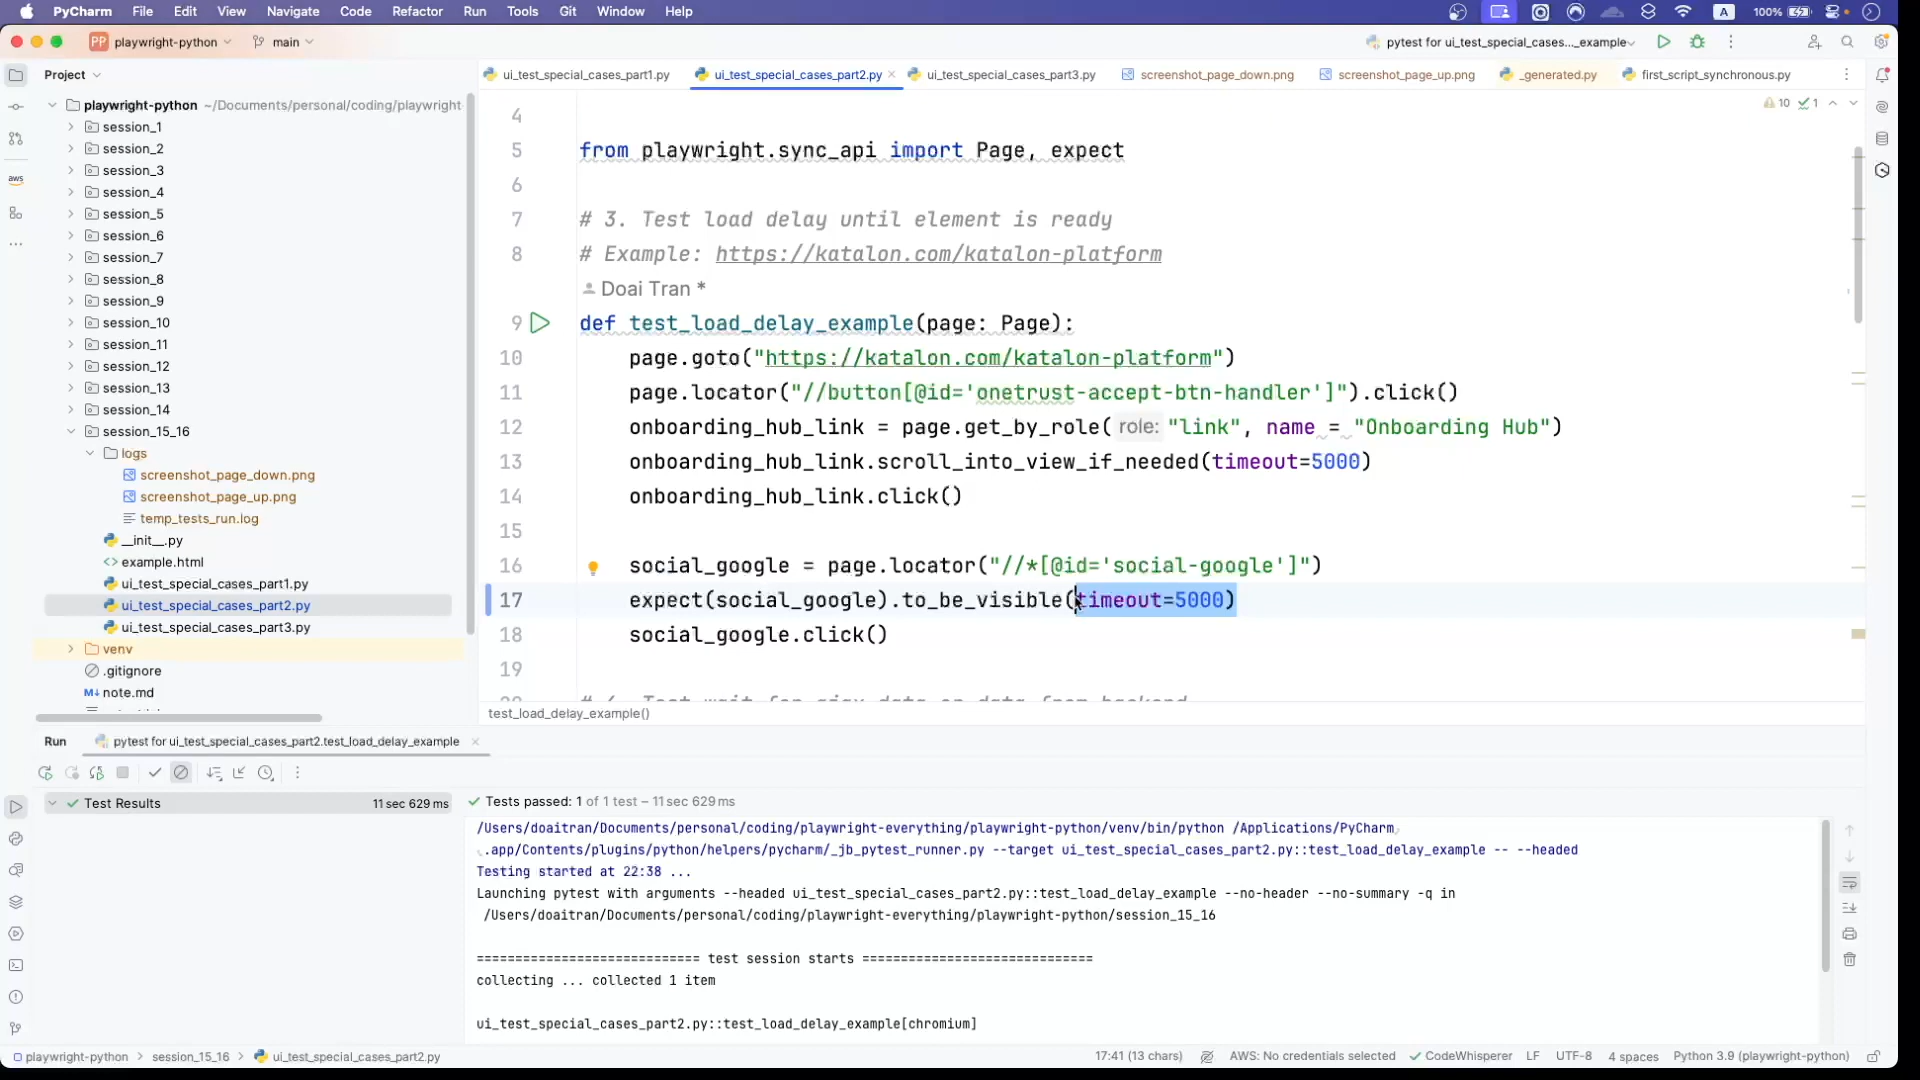 PyCharm File Edit View Navigate Code Refactor Run Tools Git Window Help A 100%
PP playwright-python main pytest for ui_test_special_cases..._example
Project
ui_test_special_cases_part1.py ui_test_special_cases_part2.py ui_test_special_cases_part3.py screenshot_page_down.png screenshot_page_up.png _generated.py first_script_synchronous.py
playwright-python ~/Documents/personal/coding/playwright
session_1
session_2
session_3
session_4
session_5
session_6
session_7
session_8
session_9
session_10
session_11
session_12
session_13
session_14
session_15_16
logs
screenshot_page_down.png
screenshot_page_up.png
temp_tests_run.log
__init__.py
example.html
ui_test_special_cases_part1.py
ui_test_special_cases_part2.py
ui_test_special_cases_part3.py
venv
.gitignore
M↓ note.md
aws
10 1
4
5 from playwright.sync_api import Page, expect
6
7 # 3. Test load delay until element is ready
8 # Example: https://katalon.com/katalon-platform
Doai Tran *
9 def test_load_delay_example(page: Page):
10 page.goto("https://katalon.com/katalon-platform")
11 page.locator("//button[@id='onetrust-accept-btn-handler']").click()
12 onboarding_hub_link = page.get_by_role( role: "link", name = "Onboarding Hub")
13 onboarding_hub_link.scroll_into_view_if_needed(timeout=5000)
14 onboarding_hub_link.click()
15
16 social_google = page.locator("//*[@id='social-google']")
17 expect(social_google).to_be_visible(timeout=5000)
18 social_google.click()
19
test_load_delay_example()
Run pytest for ui_test_special_cases_part2.test_load_delay_example
Test Results 11 sec 629 ms
Tests passed: 1 of 1 test – 11 sec 629 ms
/Users/doaitran/Documents/personal/coding/playwright-everything/playwright-python/venv/bin/python /Applications/PyCharm
.app/Contents/plugins/python/helpers/pycharm/_jb_pytest_runner.py --target ui_test_special_cases_part2.py::test_load_delay_example -- --headed
Testing started at 22:38 ...
Launching pytest with arguments --headed ui_test_special_cases_part2.py::test_load_delay_example --no-header --no-summary -q in
/Users/doaitran/Documents/personal/coding/playwright-everything/playwright-python/session_15_16
============================ test session starts =============================
collecting ... collected 1 item
ui_test_special_cases_part2.py::test_load_delay_example[chromium]
playwright-python session_15_16 ui_test_special_cases_part2.py 17:41 (13 chars) AWS: No credentials selected CodeWhisperer LF UTF-8 4 spaces Python 3.9 (playwright-python)